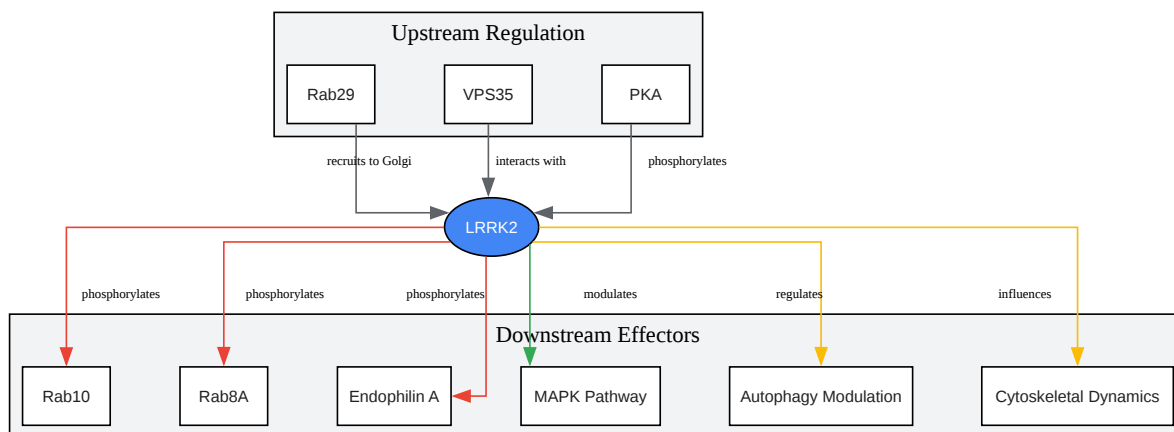 Upstream Regulation
Rab29
VPS35
PKA
recruits to Golgi
interacts with
phosphorylates
LRRK2
phosphorylates
phosphorylates
phosphorylates
modulates
regulates
influences
Downstream Effectors
Rab10
Rab8A
Endophilin A
MAPK Pathway
Autophagy Modulation
Cytoskeletal Dynamics